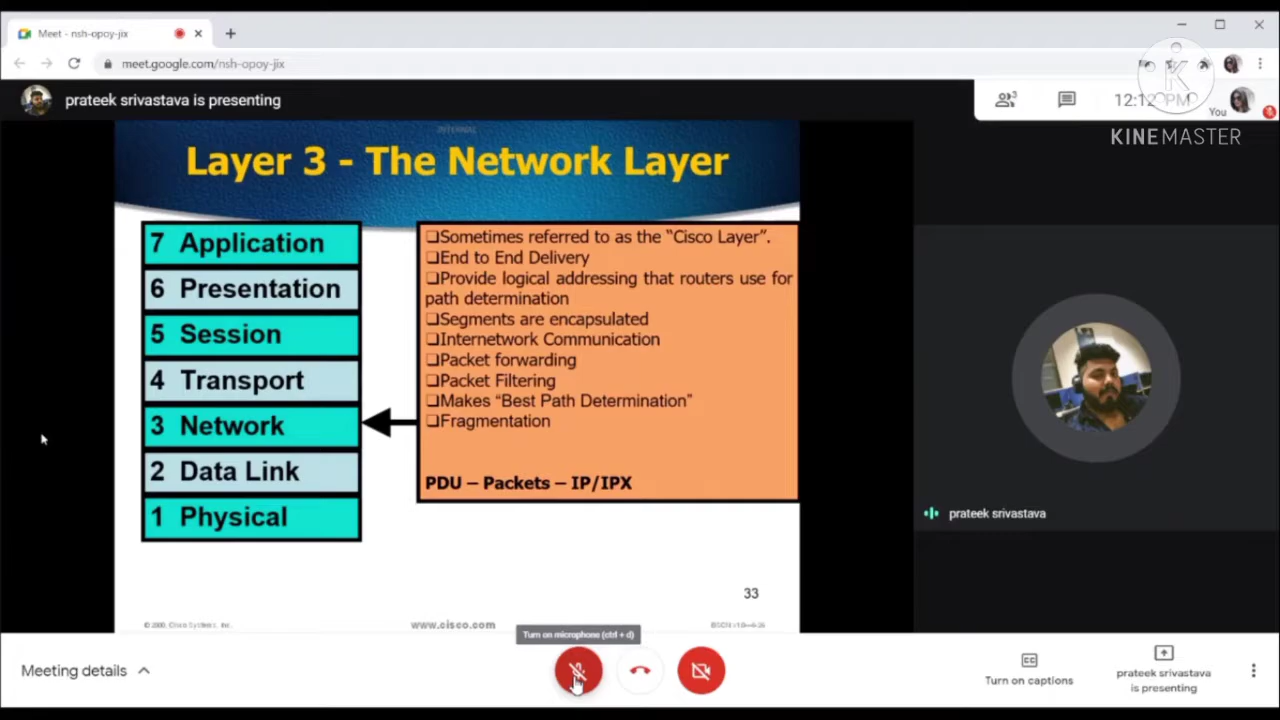 Meet - nsh-opoy-jix
meet.google.com/nsh-opoy-jix
prateek srivastava is presenting
3
12:12 PM
You
KINEMASTER
INTERNAL
Layer 3 - The Network Layer
7 Application
6 Presentation
5 Session
4 Transport
3 Network
2 Data Link
1 Physical
❑Sometimes referred to as the “Cisco Layer”.
❑End to End Delivery
❑Provide logical addressing that routers use for
path determination
❑Segments are encapsulated
❑Internetwork Communication
❑Packet forwarding
❑Packet Filtering
❑Makes “Best Path Determination”
❑Fragmentation
PDU – Packets – IP/IPX
33
© 2000, Cisco Systems, Inc.
www.cisco.com
prateek srivastava
Turn on microphone (ctrl + d)
Meeting details
CC
Turn on captions
prateek srivastava
is presenting